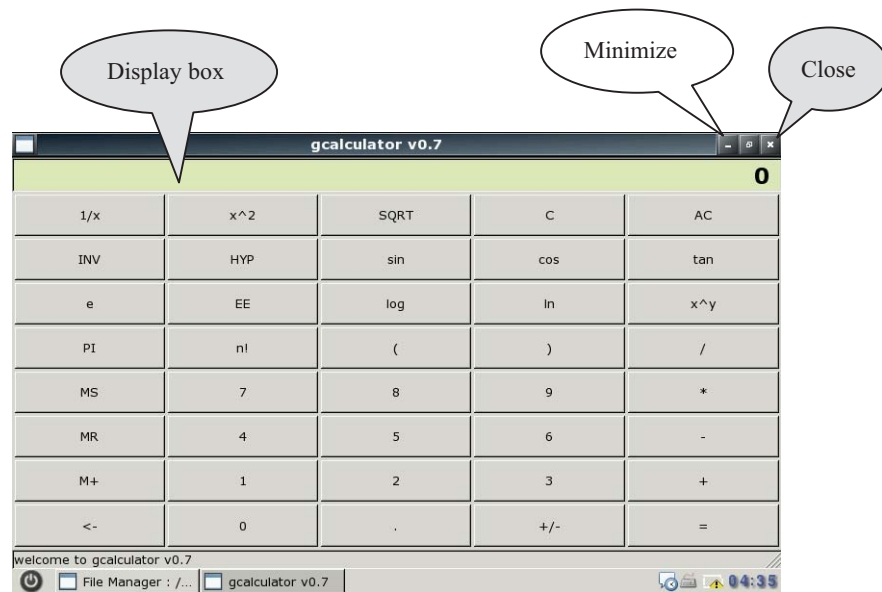 Display box
Minimize
Close
gcalculator v0.7
0
1/x x^2 SQRT C AC
INV HYP sin cos tan
e EE log ln x^y
PI n! ( ) /
MS 7 8 9 *
MR 4 5 6 -
M+ 1 2 3 +
<- 0 . +/- =
welcome to gcalculator v0.7
File Manager : /... gcalculator v0.7 04:35